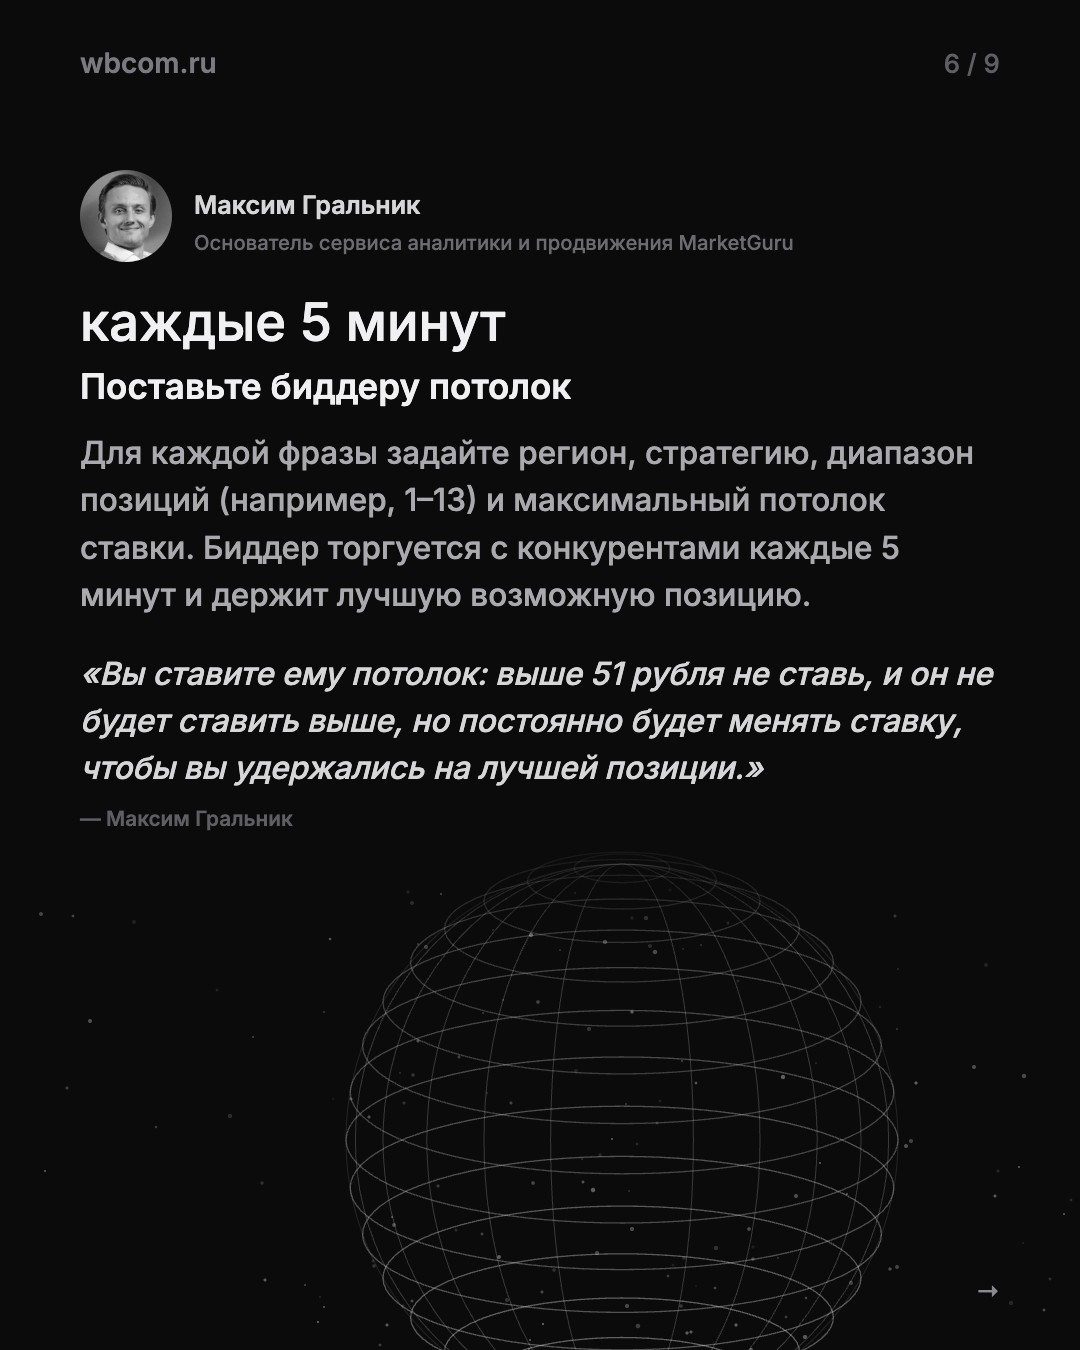 wbcom.ru
6 / 9
Максим Гральник
Основатель сервиса аналитики и продвижения MarketGuru
каждые 5 минут
Поставьте биддеру потолок
Для каждой фразы задайте регион, стратегию, диапазон
позиций (например, 1–13) и максимальный потолок
ставки. Биддер торгуется с конкурентами каждые 5
минут и держит лучшую возможную позицию.
«Вы ставите ему потолок: выше 51 рубля не ставь, и он не
будет ставить выше, но постоянно будет менять ставку,
чтобы вы удержались на лучшей позиции.»
— Максим Гральник
→